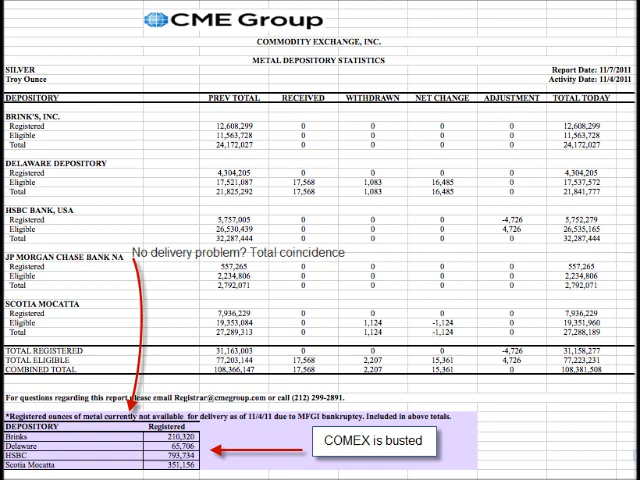 CME Group
COMMODITY EXCHANGE, INC.
METAL DEPOSITORY STATISTICS
SILVER Report Date: 11/7/2011
Troy Ounce Activity Date: 11/4/2011
DEPOSITORY PREV TOTAL RECEIVED WITHDRAWN NET CHANGE ADJUSTMENT TOTAL TODAY
BRINK'S, INC.
Registered 12,608,299 0 0 0 0 12,608,299
Eligible 11,563,728 0 0 0 0 11,563,728
Total 24,172,027 0 0 0 0 24,172,027
DELAWARE DEPOSITORY
Registered 4,304,205 0 0 0 0 4,304,205
Eligible 17,521,087 17,568 1,083 16,485 0 17,537,572
Total 21,825,292 17,568 1,083 16,485 0 21,841,777
HSBC BANK, USA
Registered 5,757,005 0 0 0 -4,726 5,752,279
Eligible 26,530,439 0 0 0 4,726 26,535,165
Total 32,287,444 0 0 0 0 32,287,444
No delivery problem? Total coincidence
JP MORGAN CHASE BANK NA
Registered 557,265 0 0 0 0 557,265
Eligible 2,234,806 0 0 0 0 2,234,806
Total 2,792,071 0 0 0 0 2,792,071
SCOTIA MOCATTA
Registered 7,936,229 0 0 0 0 7,936,229
Eligible 19,353,084 0 1,124 -1,124 0 19,351,960
Total 27,289,313 0 1,124 -1,124 0 27,288,189
TOTAL REGISTERED 31,163,003 0 0 0 -4,726 31,158,277
TOTAL ELIGIBLE 77,203,144 17,568 2,207 15,361 4,726 77,223,231
COMBINED TOTAL 108,366,147 17,568 2,207 15,361 0 108,381,508
For questions regarding this report please email Registrar@cmegroup.com or call (212) 299-2891.
*Registered ounces of metal currently not available for delivery as of 11/4/11 due to MFGI bankruptcy. Included in above totals.
DEPOSITORY Registered
Brinks 210,320
Delaware 65,706
HSBC 793,734
Scotia Mocatta 351,156
COMEX is busted